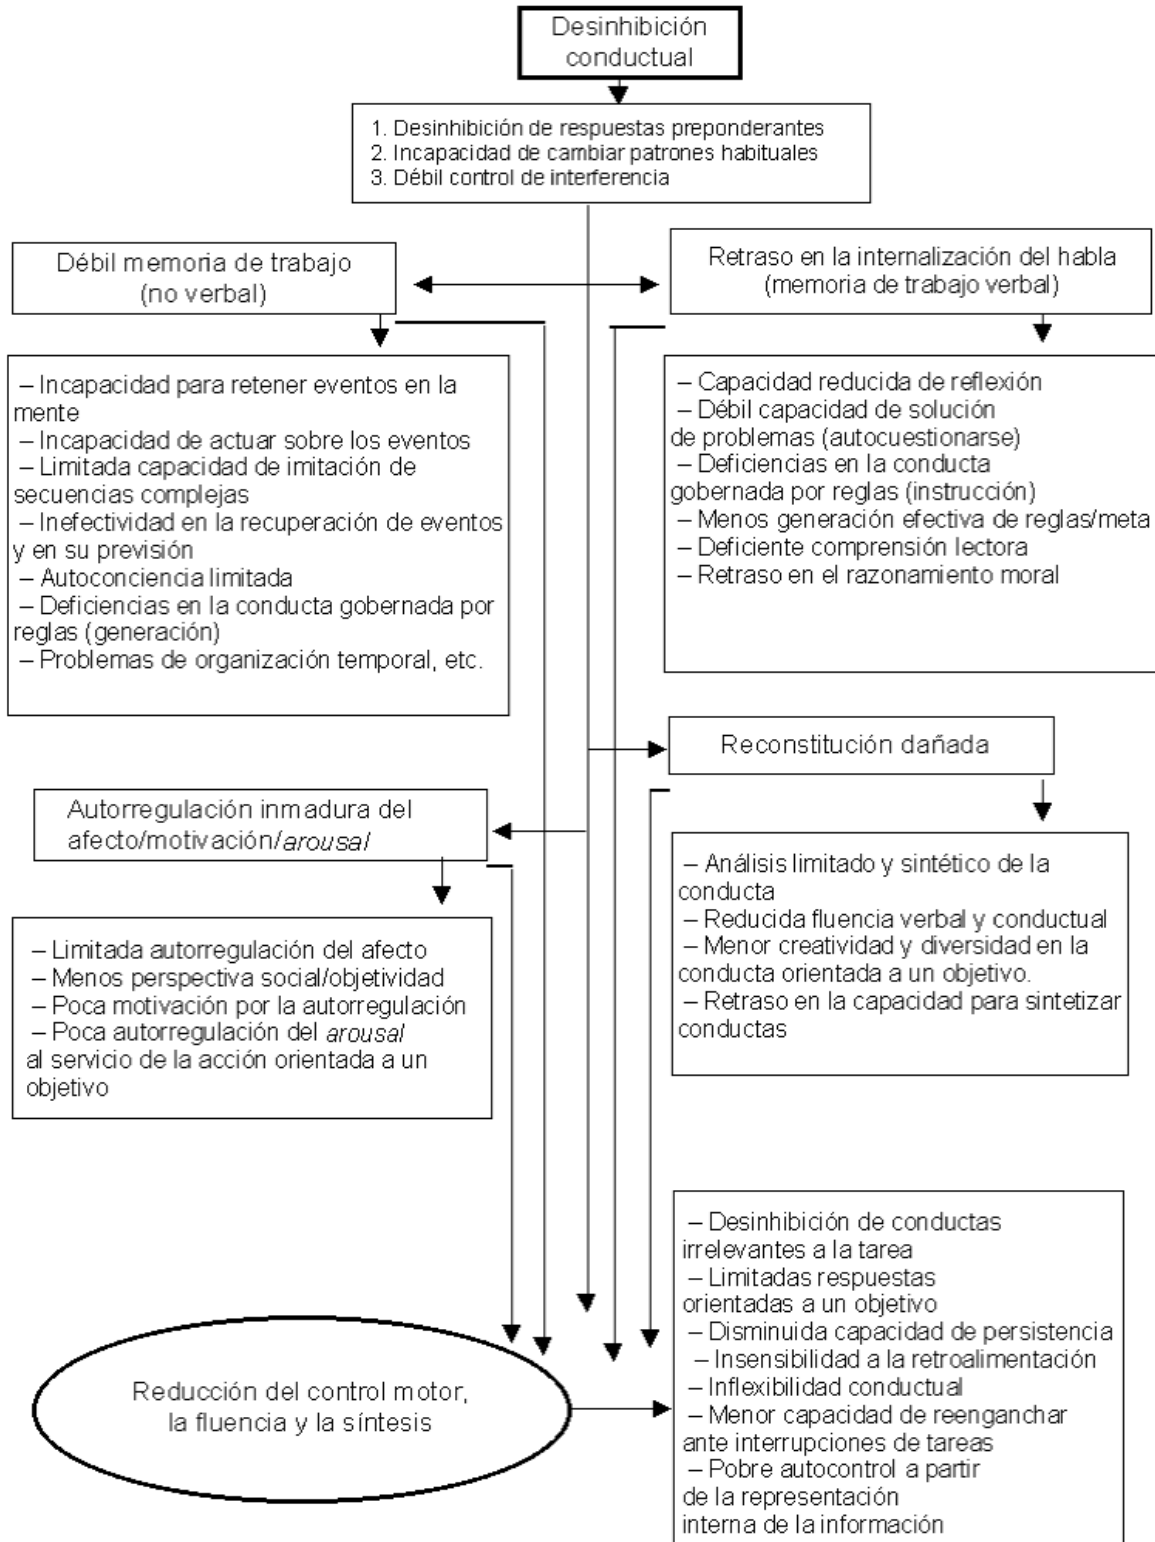 Desinhibición
conductual
1. Desinhibición de respuestas preponderantes
2. Incapacidad de cambiar patrones habituales
3. Débil control de interferencia
Débil memoria de trabajo
(no verbal)
Retraso en la internalización del habla
(memoria de trabajo verbal)
– Incapacidad para retener eventos en la
mente
– Incapacidad de actuar sobre los eventos
– Limitada capacidad de imitación de
secuencias complejas
– Inefectividad en la recuperación de eventos
y en su previsión
– Autoconciencia limitada
– Deficiencias en la conducta gobernada por
reglas (generación)
– Problemas de organización temporal, etc.
– Capacidad reducida de reflexión
– Débil capacidad de solución
de problemas (autocuestionarse)
– Deficiencias en la conducta
gobernada por reglas (instrucción)
– Menos generación efectiva de reglas/meta
– Deficiente comprensión lectora
– Retraso en el razonamiento moral
Reconstitución dañada
Autorregulación inmadura del
afecto/motivación/arousal
– Análisis limitado y sintético de la
conducta
– Reducida fluencia verbal y conductual
– Menor creatividad y diversidad en la
conducta orientada a un objetivo.
– Retraso en la capacidad para sintetizar
conductas
– Limitada autorregulación del afecto
– Menos perspectiva social/objetividad
– Poca motivación por la autorregulación
– Poca autorregulación del arousal
al servicio de la acción orientada a un
objetivo
Reducción del control motor,
la fluencia y la síntesis
– Desinhibición de conductas
irrelevantes a la tarea
– Limitadas respuestas
orientadas a un objetivo
– Disminuida capacidad de persistencia
– Insensibilidad a la retroalimentación
– Inflexibilidad conductual
– Menor capacidad de reenganchar
ante interrupciones de tareas
– Pobre autocontrol a partir
de la representación
interna de la información